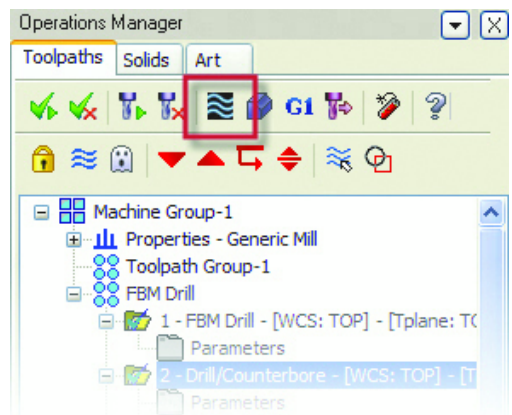 Operations Manager
Toolpaths Solids Art
G1
Machine Group-1
Properties - Generic Mill
Toolpath Group-1
FBM Drill
1 - FBM Drill - [WCS: TOP] - [Tplane: TO
Parameters
2 - Drill/Counterbore - [WCS: TOP] - [T
Parameters